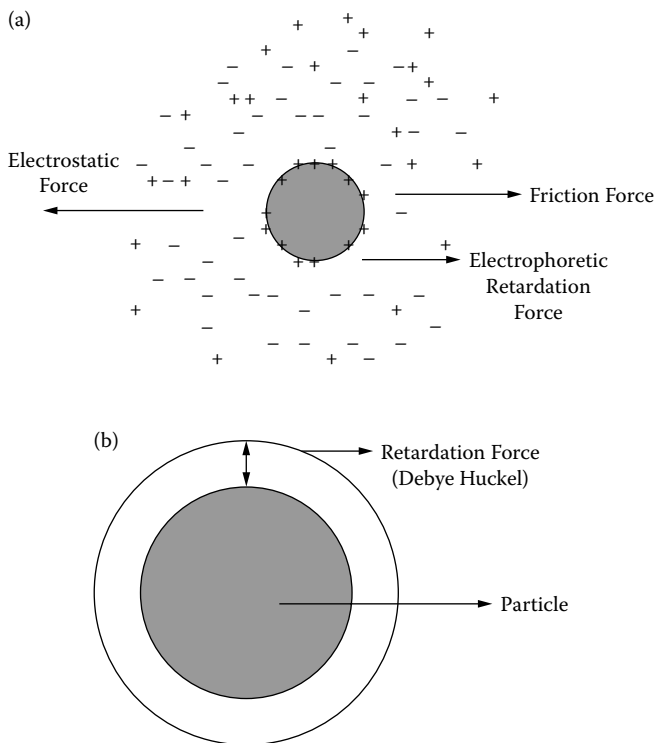 (a)
Electrostatic
Force
Friction Force
Electrophoretic
Retardation
Force
(b)
Retardation Force
(Debye Huckel)
Particle